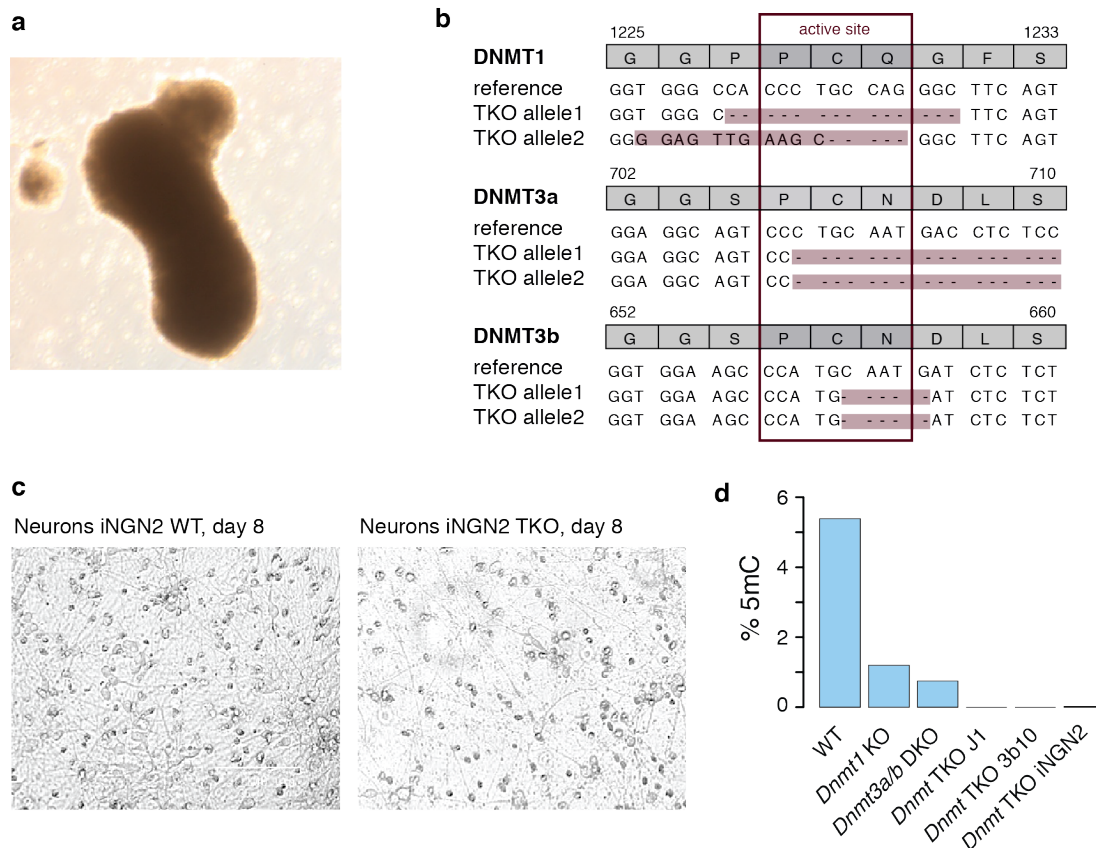 a
b
active site
1225 1233
DNMT1 G G P P C Q G F S
reference GGT GGG CCA CCC TGC CAG GGC TTC AGT
TKO allele1 GGT GGG C-- --- --- --- --- TTC AGT
TKO allele2 GGG GAG TTG AAG C-- --- GGC TTC AGT
702 710
DNMT3a G G S P C N D L S
reference GGA GGC AGT CCC TGC AAT GAC CTC TCC
TKO allele1 GGA GGC AGT CC- --- --- --- --- ---
TKO allele2 GGA GGC AGT CC- --- --- --- --- ---
652 660
DNMT3b G G S P C N D L S
reference GGT GGA AGC CCA TGC AAT GAT CTC TCT
TKO allele1 GGT GGA AGC CCA TG- --- -AT CTC TCT
TKO allele2 GGT GGA AGC CCA TG- --- -AT CTC TCT
c
Neurons iNGN2 WT, day 8
Neurons iNGN2 TKO, day 8
d
% 5mC
6
4
2
0
WT
Dnmt1 KO
Dnmt3a/b DKO
Dnmt TKO J1
Dnmt TKO 3b10
Dnmt TKO iNGN2